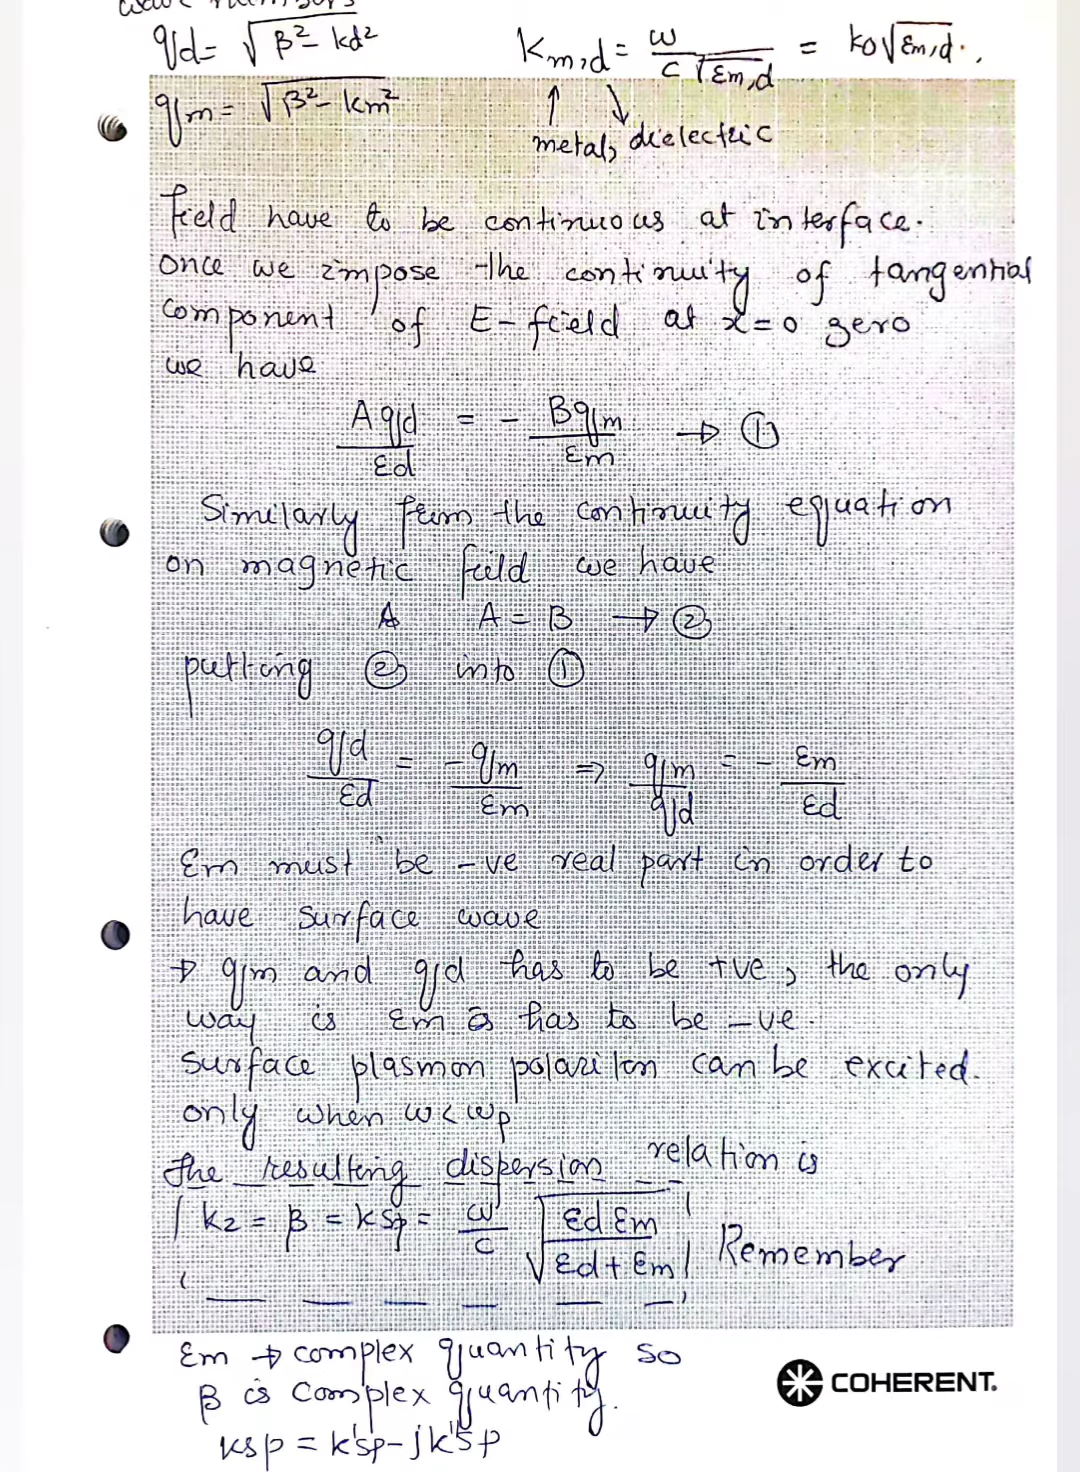 wave numbers
qd = √β² - kd²    km,d = ω/c √εm,d = k0√εm,d.
qm = √β² - km²
metal, dielectric
field have to be continuous at interface.
once we impose the continuity of tangential
component of E-field at x=0 zero
we have
Aqd/εd = - Bqm/εm → ①
Similarly from the continuity equation
on magnetic field we have
A = B → ②
putting ② into ①
qd/εd = -qm/εm ⇒ qm/qd = - εm/εd
εm must be -ve real part in order to
have surface wave
→ qm and qd has to be +ve, the only
way is εm has to be -ve.
surface plasmon polariton can be excited.
only when ω<ωp
The resulting dispersion relation is
kz = β = ksp = ω/c √εdεm/εd+εm Remember
εm → complex quantity so
β is complex quantity.
COHERENT.
ksp = k'sp - jk"sp